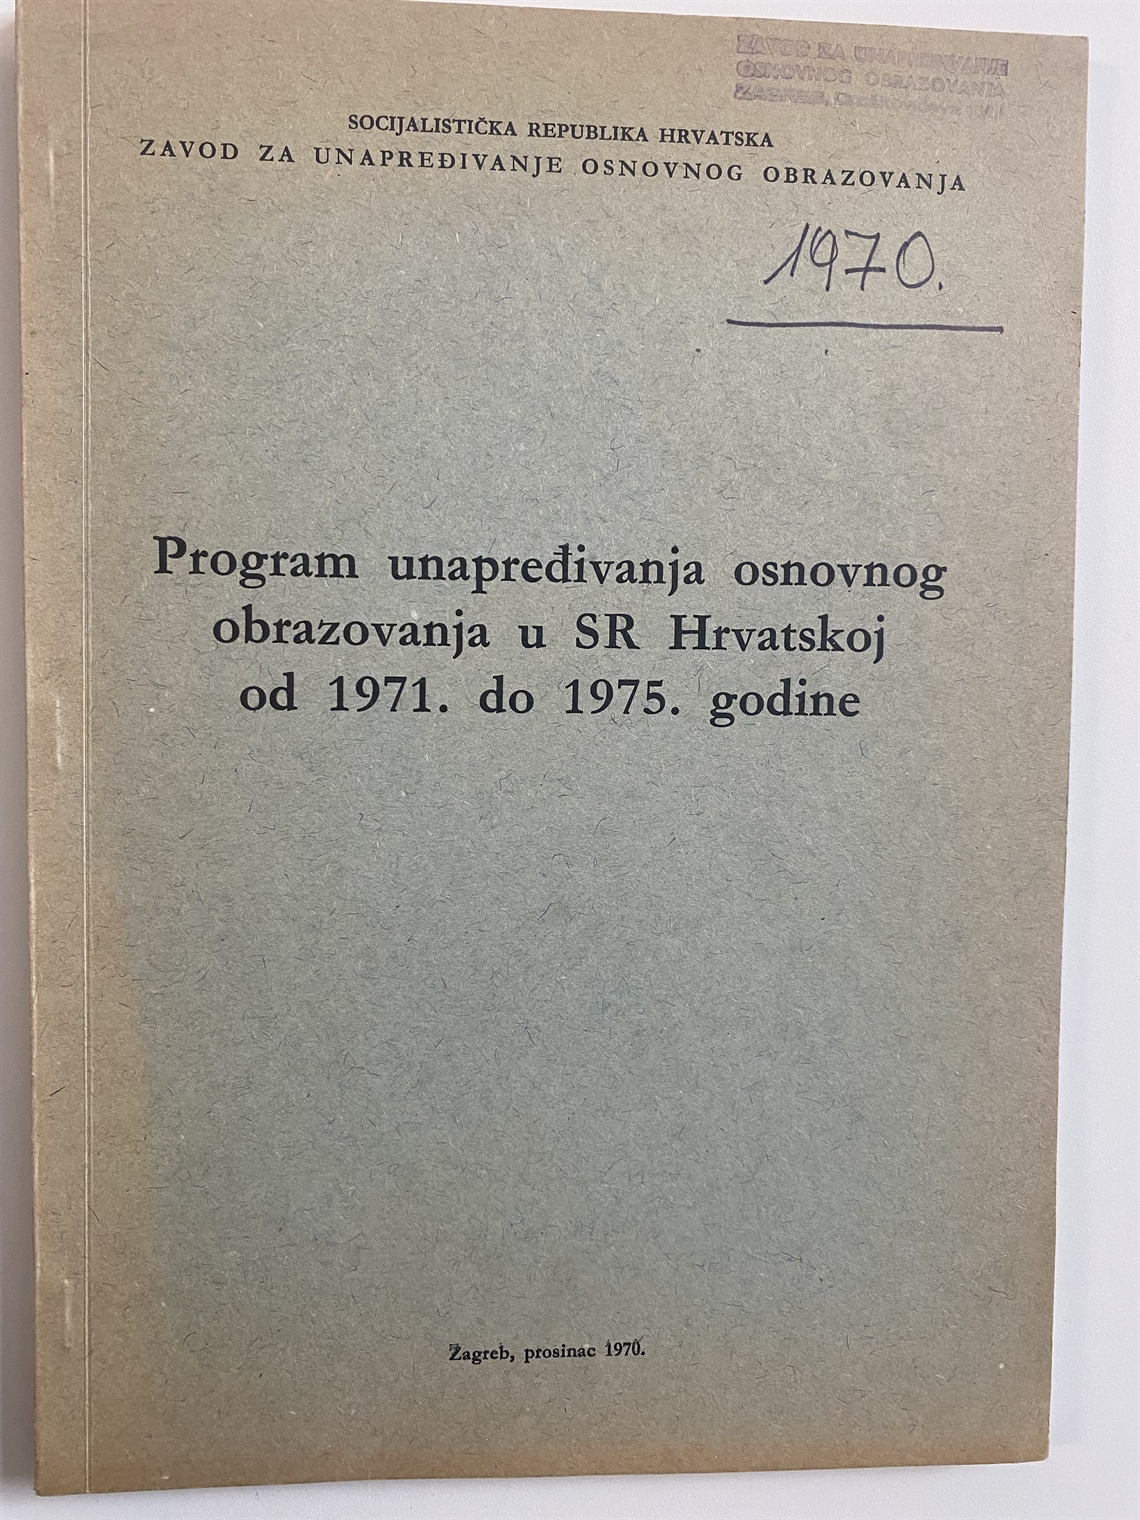 ZAVOD ZA UNAPREĐIVANJE
OSNOVNOG OBRAZOVANJA
ZAGREB,
SOCIJALISTIČKA REPUBLIKA HRVATSKA
ZAVOD ZA UNAPREĐIVANJE OSNOVNOG OBRAZOVANJA
1970.
Program unapređivanja osnovnog
obrazovanja u SR Hrvatskoj
od 1971. do 1975. godine
Zagreb, prosinac 1970.